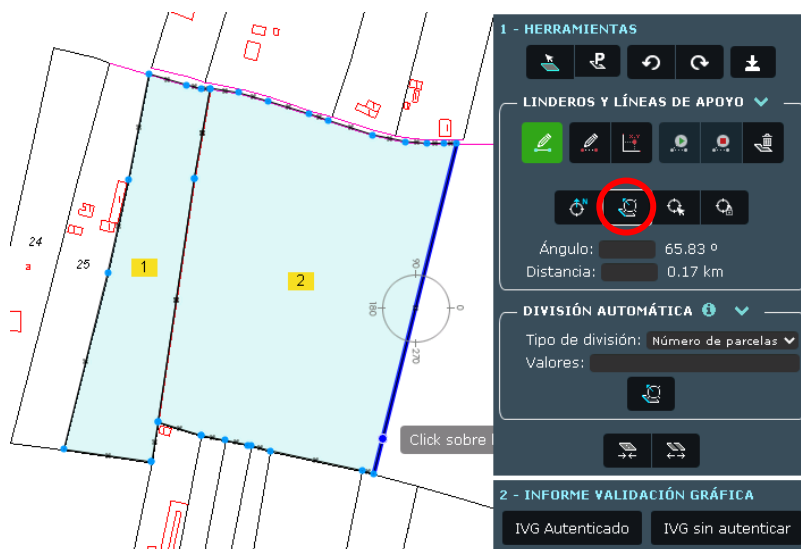 1 - HERRAMIENTAS
LINDEROS Y LÍNEAS DE APOYO
X,Y
N
Ángulo: 65.83 º
Distancia: 0.17 km
DIVISIÓN AUTOMÁTICA
Tipo de división: Número de parcelas
Valores:
2 - INFORME VALIDACIÓN GRÁFICA
IVG Autenticado IVG sin autenticar
24
a
25
1
2
90
180
0
270
Click sobre l